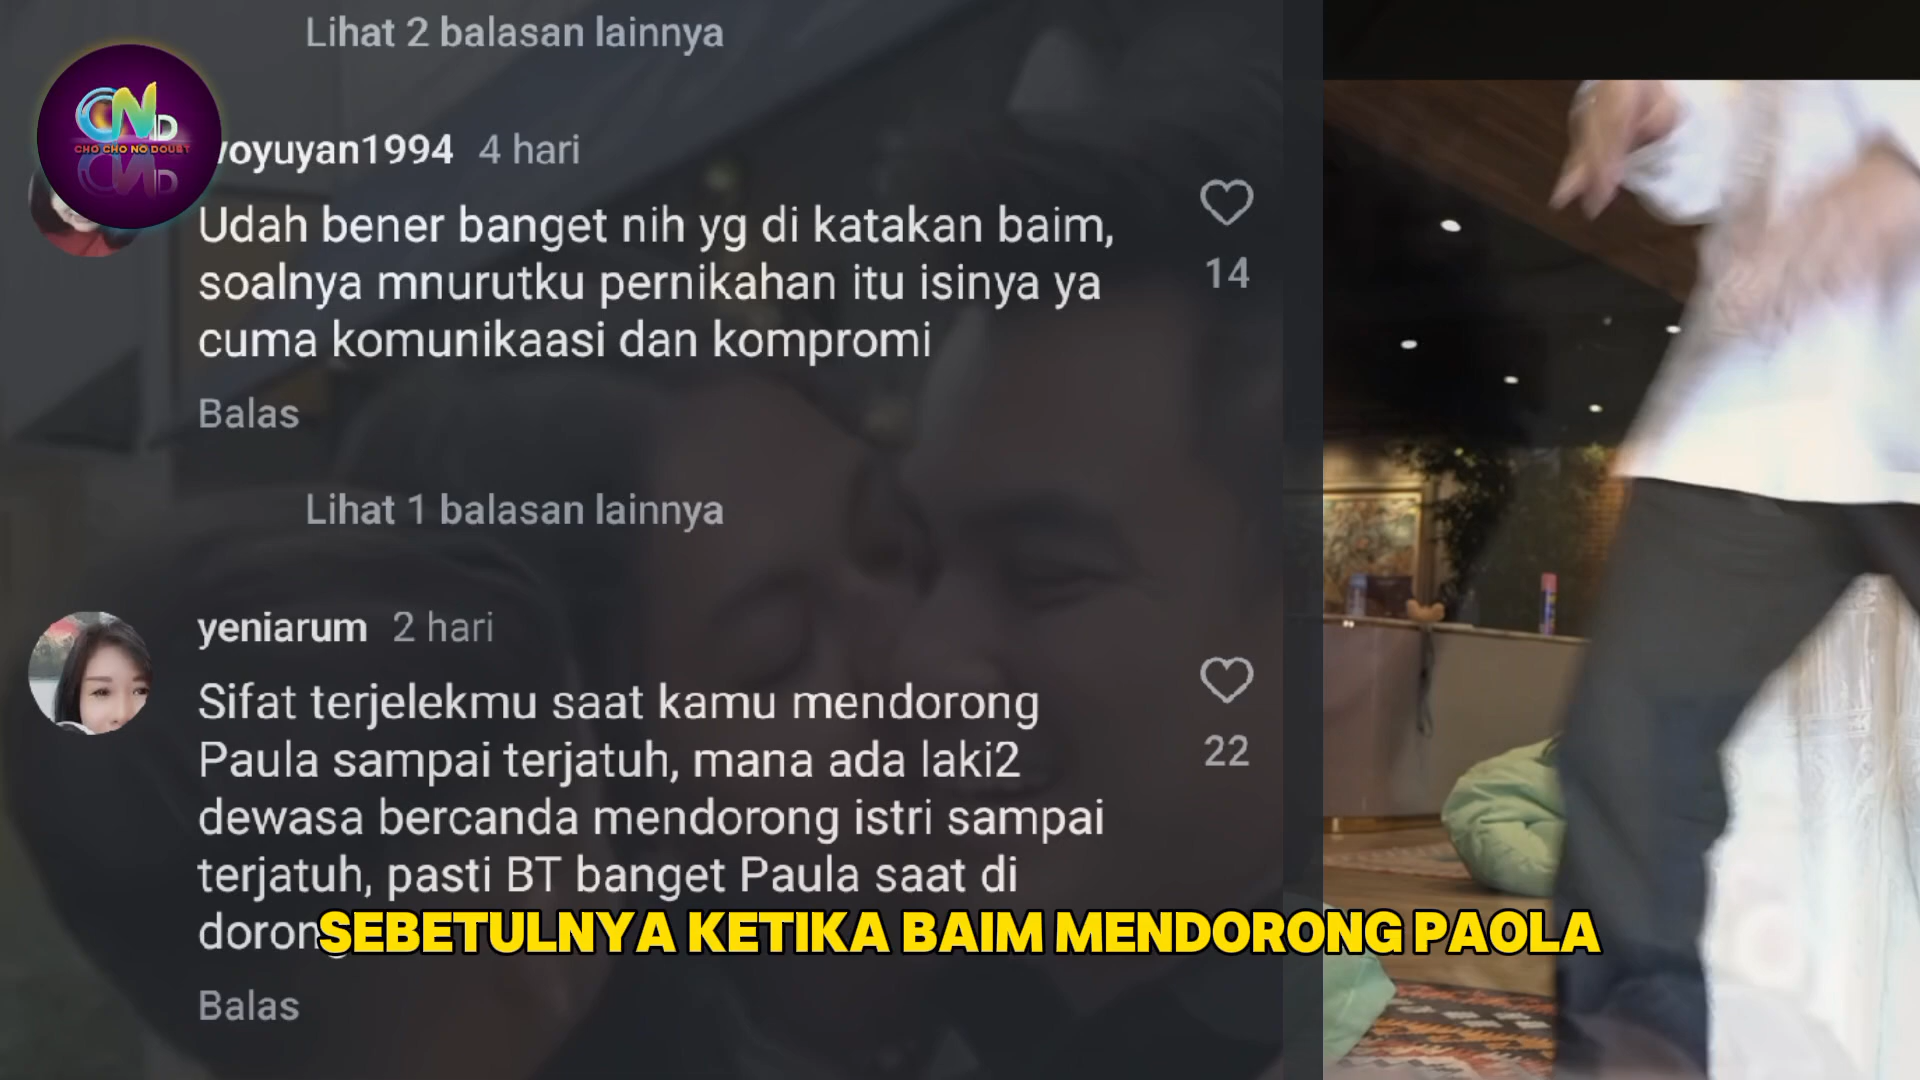 Lihat 2 balasan lainnya
CND
CHO CHO NO DOUBT
voyuyan1994 4 hari
Udah bener banget nih yg di katakan baim,
soalnya mnurutku pernikahan itu isinya ya
cuma komunikaasi dan kompromi
14
Balas
Lihat 1 balasan lainnya
yeniarum 2 hari
Sifat terjelekmu saat kamu mendorong
Paula sampai terjatuh, mana ada laki2
dewasa bercanda mendorong istri sampai
terjatuh, pasti BT banget Paula saat di
22
SEBETULNYA KETIKA BAIM MENDORONG PAOLA
Balas